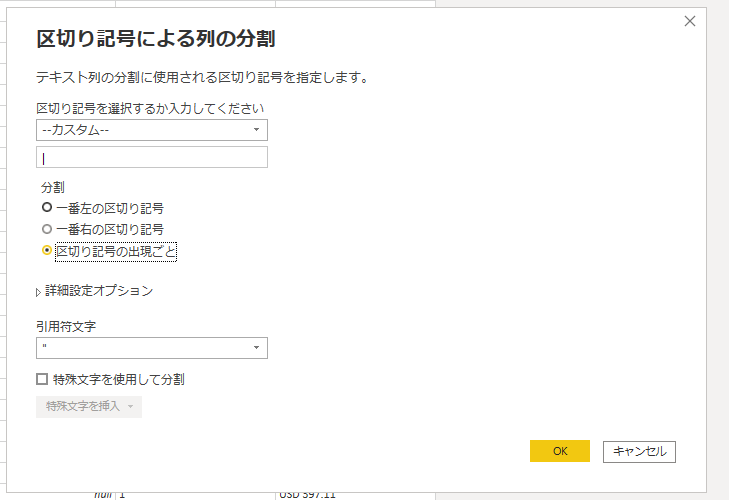 区切り記号による列の分割
テキスト列の分割に使用される区切り記号を指定します。
区切り記号を選択するか入力してください
--カスタム--
|
分割
一番左の区切り記号
一番右の区切り記号
区切り記号の出現ごと
詳細設定オプション
引用符文字
"
特殊文字を使用して分割
特殊文字を挿入
OK キャンセル
null 1 USD 597.11